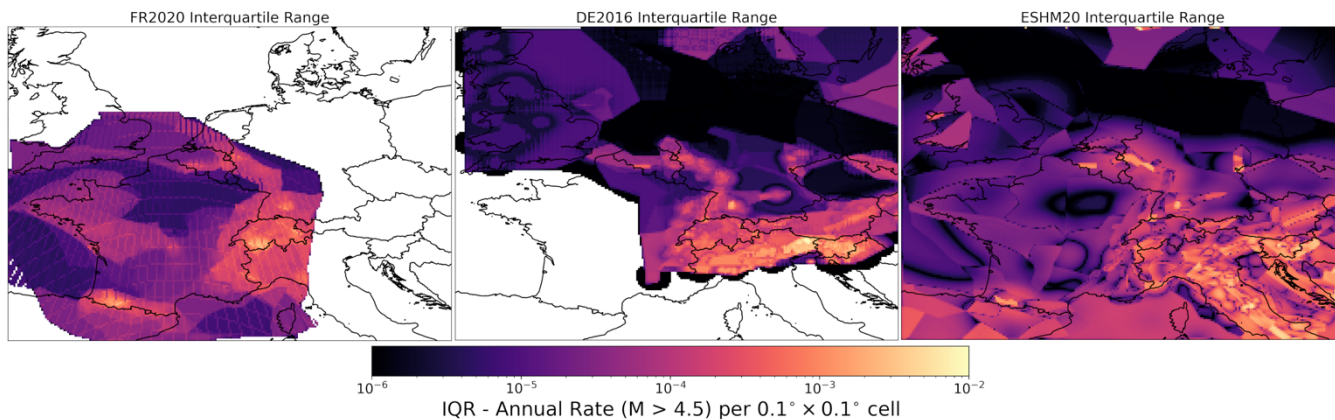 FR2020 Interquartile Range
DE2016 Interquartile Range
ESHM20 Interquartile Range
10⁻⁶ 10⁻⁵ 10⁻⁴ 10⁻³ 10⁻²
IQR - Annual Rate (M > 4.5) per 0.1° × 0.1° cell